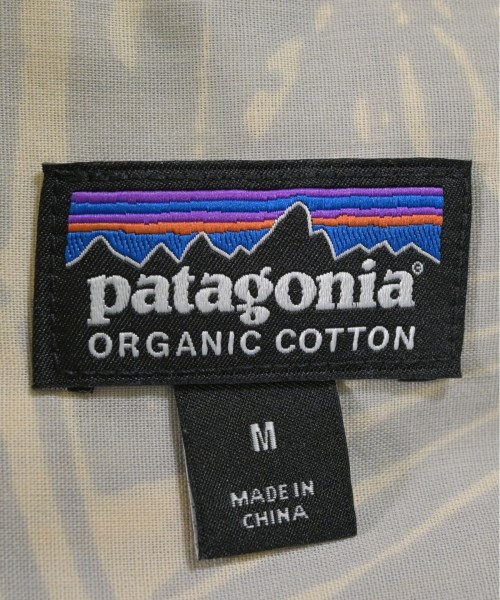 patagonia©
ORGANIC COTTON
M
MADE IN
CHINA